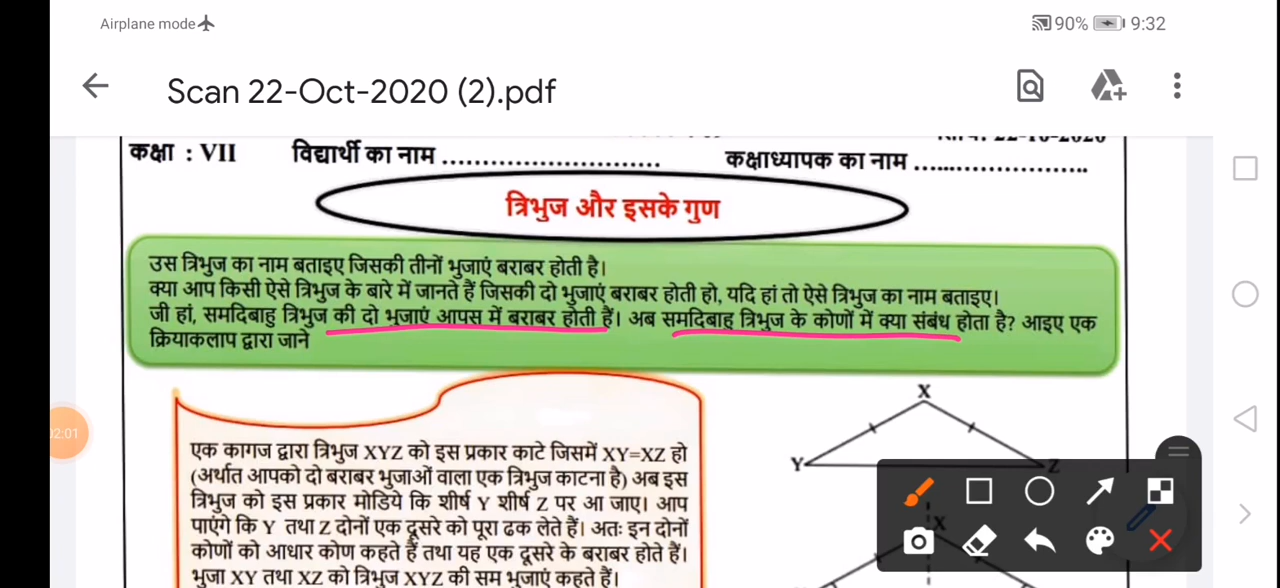 Airplane mode
90% 9:32
Scan 22-Oct-2020 (2).pdf
कक्षा : VII विद्यार्थी का नाम ............................ कक्षाध्यापक का नाम ......................
त्रिभुज और इसके गुण
उस त्रिभुज का नाम बताइए जिसकी तीनों भुजाएं बराबर होती है।
क्या आप किसी ऐसे त्रिभुज के बारे में जानते हैं जिसकी दो भुजाएं बराबर होती हो, यदि हां तो ऐसे त्रिभुज का नाम बताइए।
जी हां, समदिबाहु त्रिभुज की दो भुजाएं आपस में बराबर होती हैं। अब समदिबाहु त्रिभुज के कोणों में क्या संबंध होता है? आइए एक
क्रियाकलाप द्वारा जाने
X
Y
Z
02:01
एक कागज द्वारा त्रिभुज XYZ को इस प्रकार काटे जिसमें XY=XZ हो
(अर्थात आपको दो बराबर भुजाओं वाला एक त्रिभुज काटना है) अब इस
त्रिभुज को इस प्रकार मोडिये कि शीर्ष Y शीर्ष Z पर आ जाए। आप
पाएंगे कि Y तथा Z दोनों एक दूसरे को पूरा ढक लेते हैं। अतः इन दोनों
कोणों को आधार कोण कहते हैं तथा यह एक दूसरे के बराबर होते हैं।
भुजा XY तथा XZ को त्रिभुज XYZ की सम भुजाएं कहते हैं।
X